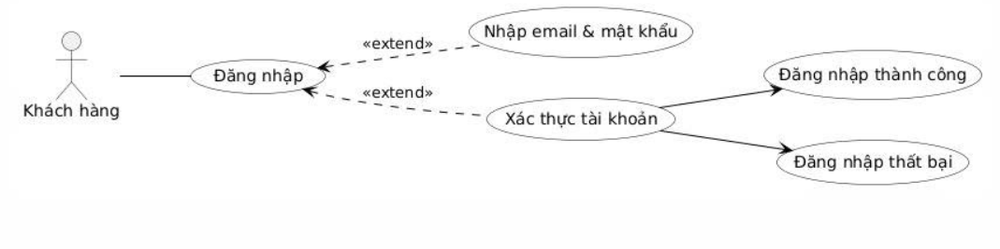 Khách hàng
Đăng nhập
«extend»
«extend»
Nhập email & mật khẩu
Xác thực tài khoản
Đăng nhập thành công
Đăng nhập thất bại